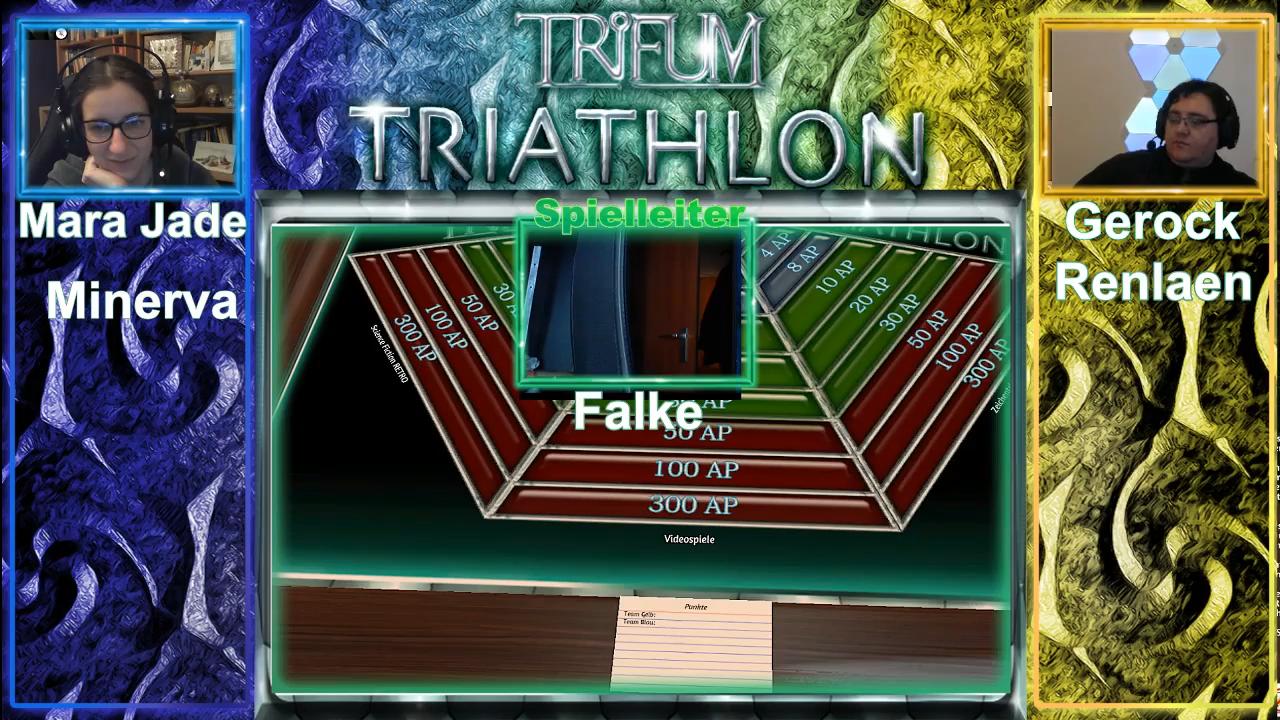 TRIFUM
TRIATHLON
Mara Jade
Minerva
Spielleiter
Falke
Gerock
Renlaen
300 AP
100 AP
50 AP
4 AP
8 AP
10 AP
20 AP
30 AP
50 AP
100 AP
300 AP
50 AP
100 AP
300 AP
Science Fiction RETRO
Videospiele
Punkte
Team Gelb:
Team Blau: